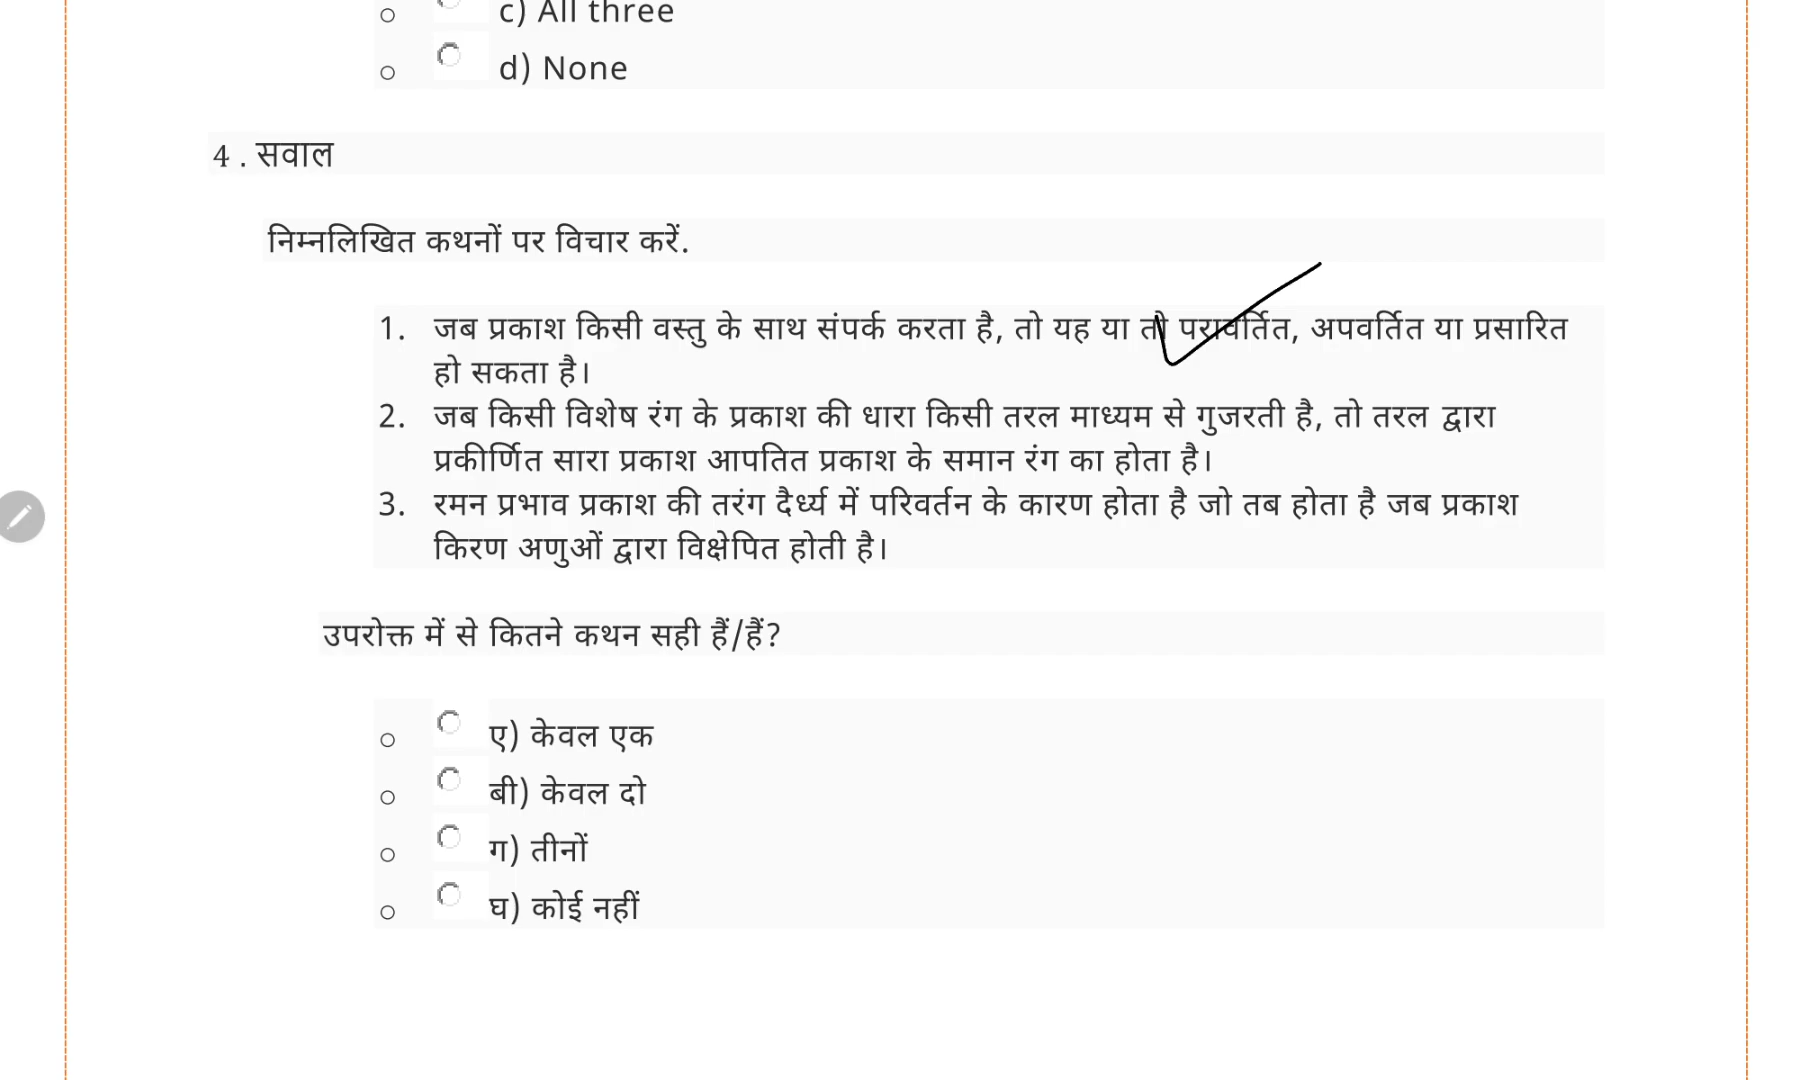 c) All three
d) None
4 . सवाल
निम्नलिखित कथनों पर विचार करें.
1. जब प्रकाश किसी वस्तु के साथ संपर्क करता है, तो यह या तो परावर्तित, अपवर्तित या प्रसारित
हो सकता है।
2. जब किसी विशेष रंग के प्रकाश की धारा किसी तरल माध्यम से गुजरती है, तो तरल द्वारा
प्रकीर्णित सारा प्रकाश आपतित प्रकाश के समान रंग का होता है।
3. रमन प्रभाव प्रकाश की तरंग दैर्ध्य में परिवर्तन के कारण होता है जो तब होता है जब प्रकाश
किरण अणुओं द्वारा विक्षेपित होती है।
उपरोक्त में से कितने कथन सही हैं/हैं?
ए) केवल एक
बी) केवल दो
ग) तीनों
घ) कोई नहीं